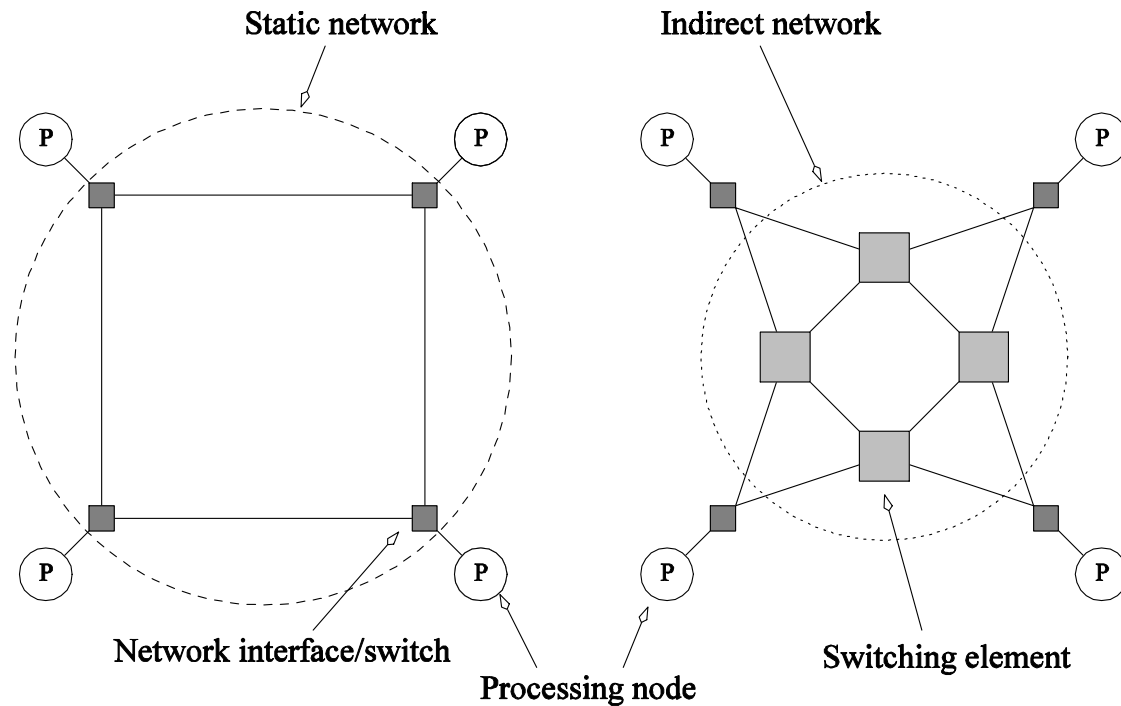 Static network
Indirect network
P
P
P
P
P
P
P
P
Network interface/switch
Switching element
Processing node